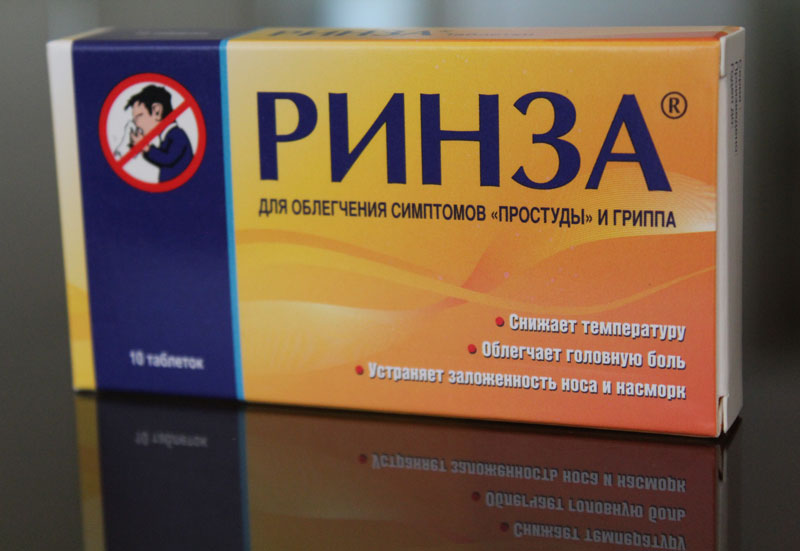 РИНЗА®
ДЛЯ ОБЛЕГЧЕНИЯ СИМПТОМОВ «ПРОСТУДЫ» И ГРИППА
• Снижает температуру
• Облегчает головную боль
• Устраняет заложенность носа и насморк
10 таблеток